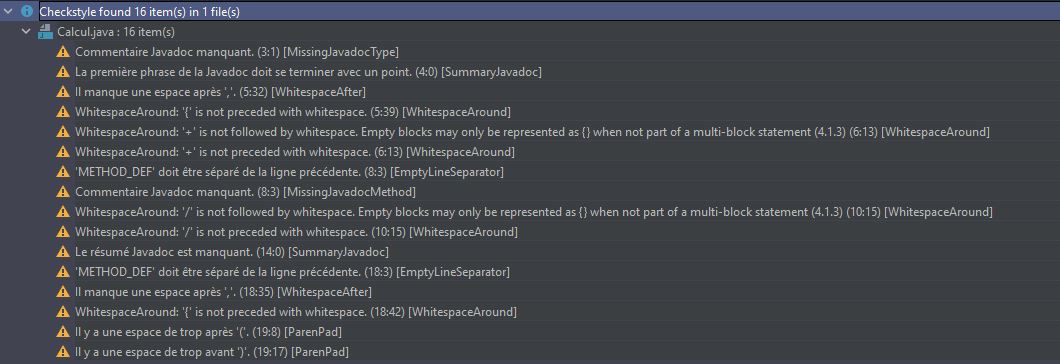 Checkstyle found 16 item(s) in 1 file(s)
Calcul.java : 16 item(s)
Commentaire Javadoc manquant. (3:1) [MissingJavadocType]
La première phrase de la Javadoc doit se terminer avec un point. (4:0) [SummaryJavadoc]
Il manque une espace après ','. (5:32) [WhitespaceAfter]
WhitespaceAround: '{' is not preceded with whitespace. (5:39) [WhitespaceAround]
WhitespaceAround: '+' is not followed by whitespace. Empty blocks may only be represented as {} when not part of a multi-block statement (4.1.3) (6:13) [WhitespaceAround]
WhitespaceAround: '+' is not preceded with whitespace. (6:13) [WhitespaceAround]
'METHOD_DEF' doit être séparé de la ligne précédente. (8:3) [EmptyLineSeparator]
Commentaire Javadoc manquant. (8:3) [MissingJavadocMethod]
WhitespaceAround: '/' is not followed by whitespace. Empty blocks may only be represented as {} when not part of a multi-block statement (4.1.3) (10:15) [WhitespaceAround]
WhitespaceAround: '/' is not preceded with whitespace. (10:15) [WhitespaceAround]
Le résumé Javadoc est manquant. (14:0) [SummaryJavadoc]
'METHOD_DEF' doit être séparé de la ligne précédente. (18:3) [EmptyLineSeparator]
Il manque une espace après ','. (18:35) [WhitespaceAfter]
WhitespaceAround: '{' is not preceded with whitespace. (18:42) [WhitespaceAround]
Il y a une espace de trop après '('. (19:8) [ParenPad]
Il y a une espace de trop avant ')'. (19:17) [ParenPad]